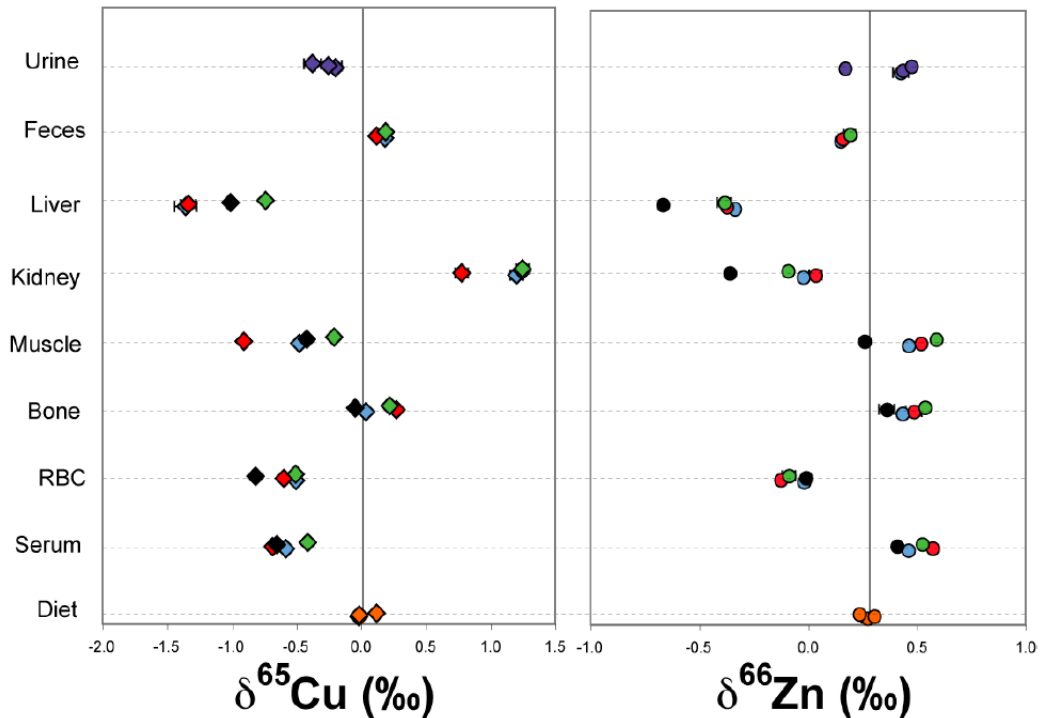 Urine
Feces
Liver
Kidney
Muscle
Bone
RBC
Serum
Diet
-2.0 -1.5 -1.0 -0.5 0.0 0.5 1.0 1.5
-1.0 -0.5 0.0 0.5 1.0
δ⁶⁵Cu (‰)
δ⁶⁶Zn (‰)